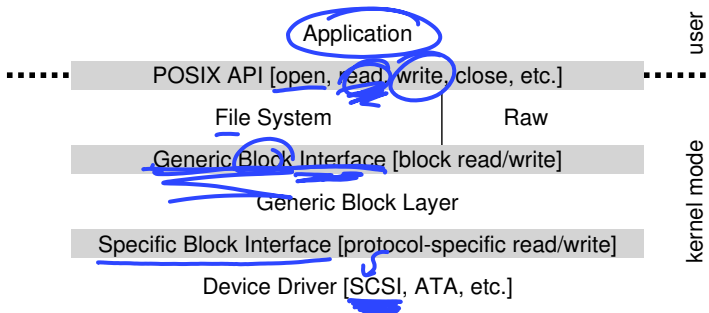 Application
user
POSIX API [open, read, write, close, etc.]
File System
Raw
Generic Block Interface [block read/write]
Generic Block Layer
kernel mode
Specific Block Interface [protocol-specific read/write]
Device Driver [SCSI, ATA, etc.]